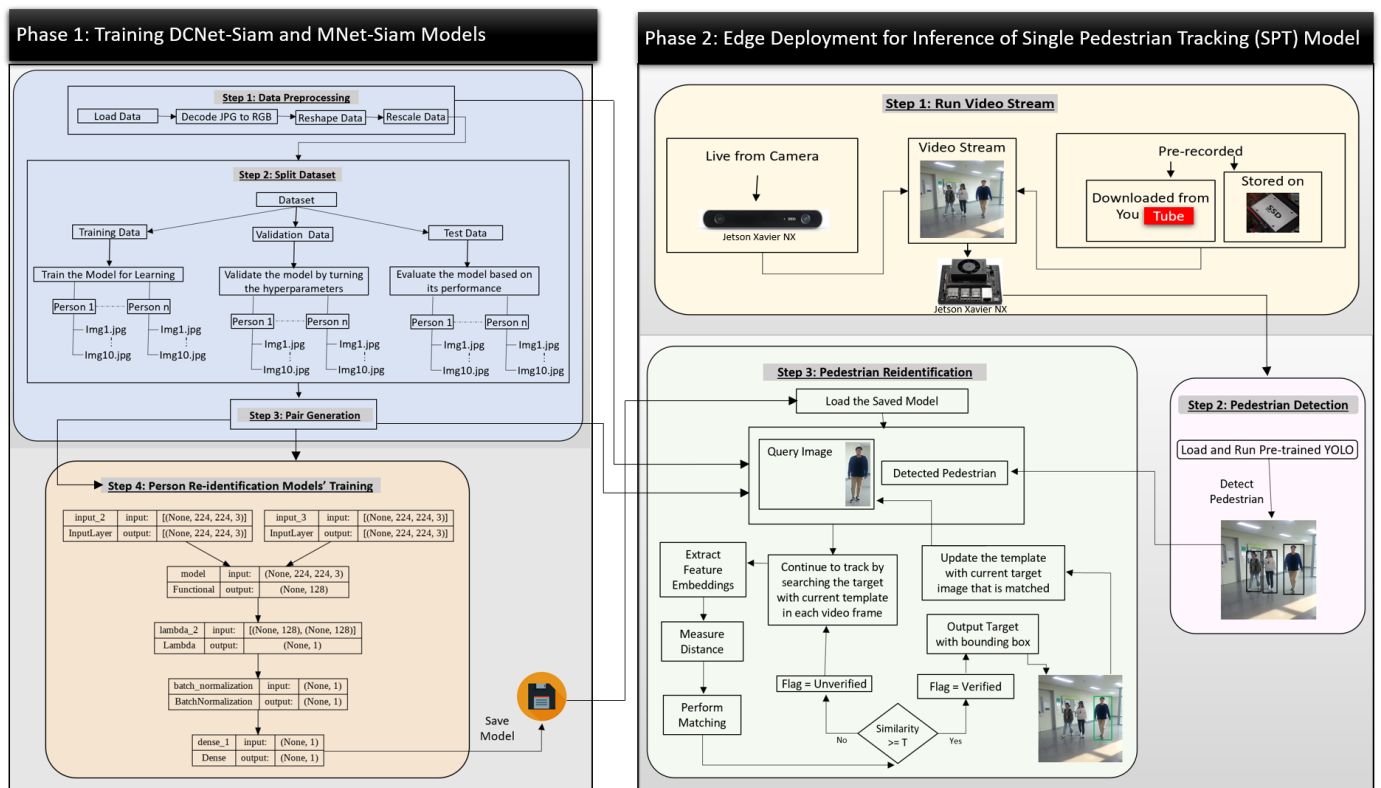 Phase 1: Training DCNet-Siam and MNet-Siam Models
Step 1: Data Preprocessing
Load Data
Decode JPG to RGB
Reshape Data
Rescale Data
Step 2: Split Dataset
Dataset
Training Data
Validation Data
Test Data
Train the Model for Learning
Validate the model by turning
the hyperparameters
Evaluate the model based on
its performance
Person 1
Person n
Img1.jpg
Img1.jpg
Img10.jpg
Img10.jpg
Person 1
Person n
Img1.jpg
Img1.jpg
Img10.jpg
Img10.jpg
Person 1
Person n
Img1.jpg
Img1.jpg
Img10.jpg
Img10.jpg
Step 3: Pair Generation
Step 4: Person Re-identification Models’ Training
input_2 input: [(None, 224, 224, 3)]
InputLayer output: [(None, 224, 224, 3)]
input_3 input: [(None, 224, 224, 3)]
InputLayer output: [(None, 224, 224, 3)]
model input: (None, 224, 224, 3)
Functional output: (None, 128)
lambda_2 input: [(None, 128), (None, 128)]
Lambda output: (None, 1)
batch_normalization input: (None, 1)
BatchNormalization output: (None, 1)
dense_1 input: (None, 1)
Dense output: (None, 1)
Save
Model
Phase 2: Edge Deployment for Inference of Single Pedestrian Tracking (SPT) Model
Step 1: Run Video Stream
Live from Camera
Jetson Xavier NX
Video Stream
Jetson Xavier NX
Pre-recorded
Downloaded from
You Tube
Stored on
SSD
Step 2: Pedestrian Detection
Load and Run Pre-trained YOLO
Detect
Pedestrian
Step 3: Pedestrian Reidentification
Load the Saved Model
Query Image
Detected Pedestrian
Extract
Feature
Embeddings
Continue to track by
searching the target
with current template
in each video frame
Update the template
with current target
image that is matched
Measure
Distance
Output Target
with bounding box
Flag = Unverified
Flag = Verified
Perform
Matching
Similarity
>= T
No
Yes